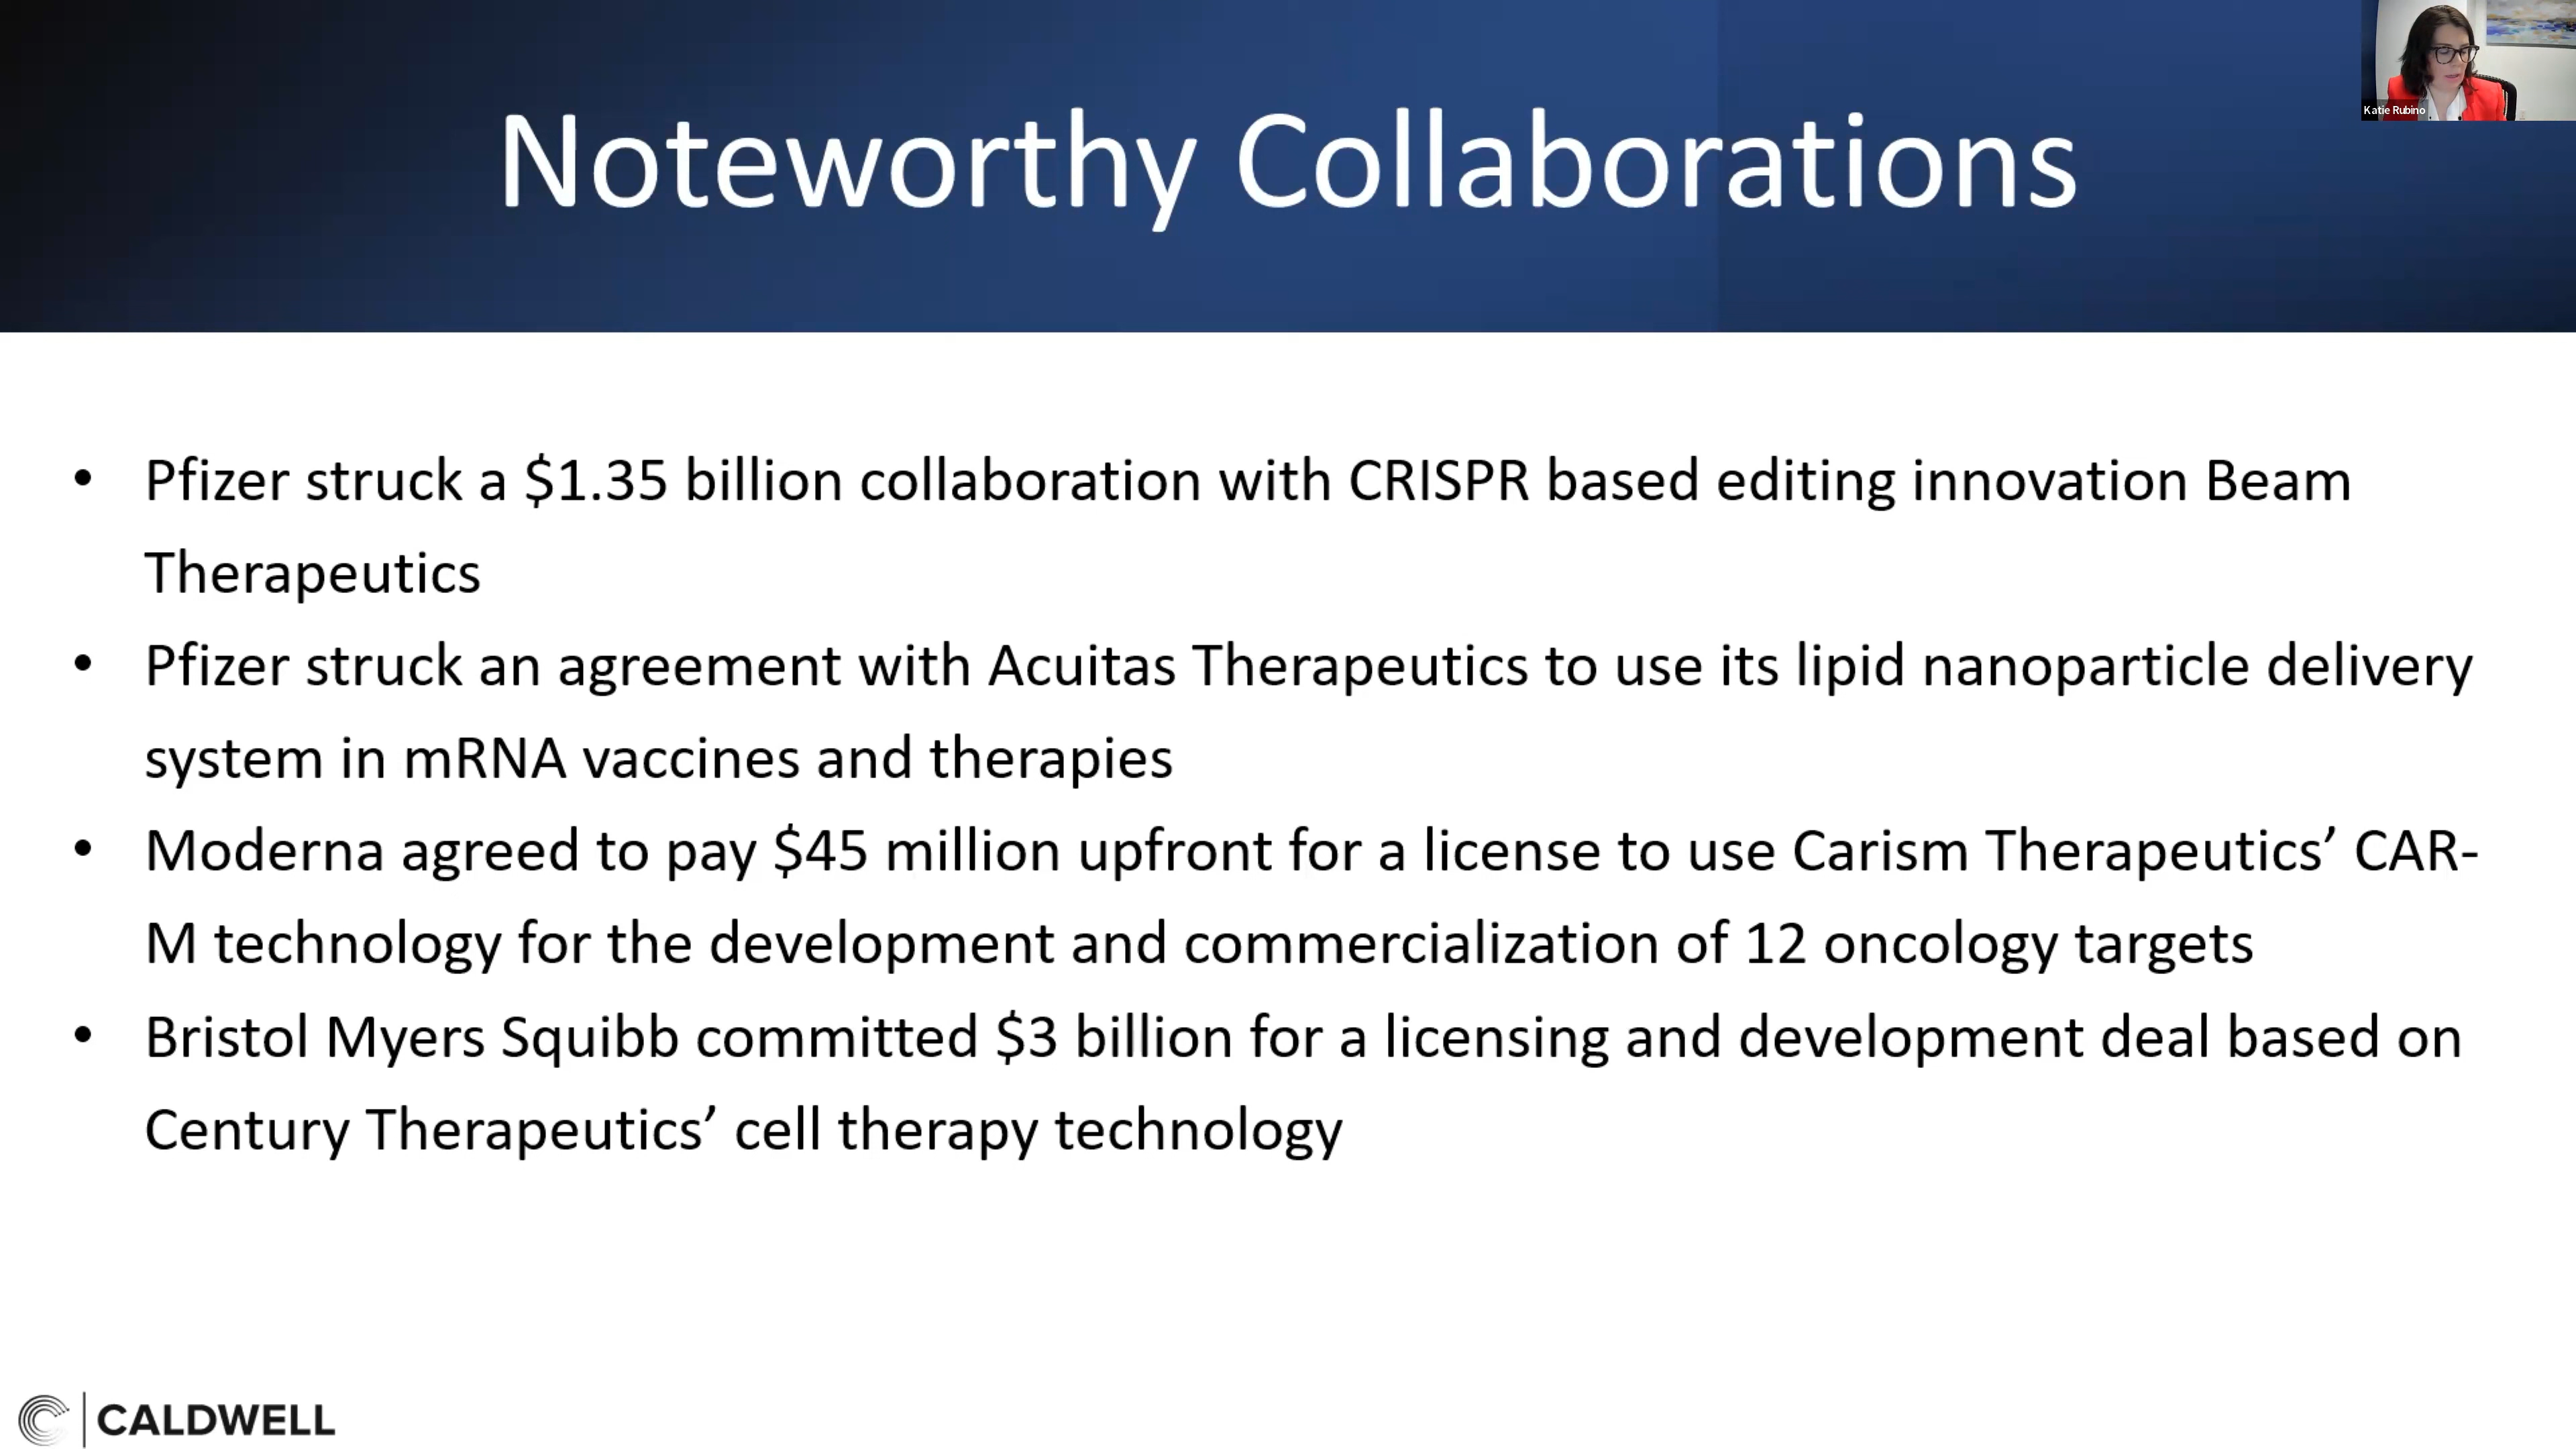 Noteworthy Collaborations
Katie Rubino
• Pfizer struck a $1.35 billion collaboration with CRISPR based editing innovation Beam
Therapeutics
• Pfizer struck an agreement with Acuitas Therapeutics to use its lipid nanoparticle delivery
system in mRNA vaccines and therapies
• Moderna agreed to pay $45 million upfront for a license to use Carism Therapeutics’ CAR-
M technology for the development and commercialization of 12 oncology targets
• Bristol Myers Squibb committed $3 billion for a licensing and development deal based on
Century Therapeutics’ cell therapy technology
CALDWELL